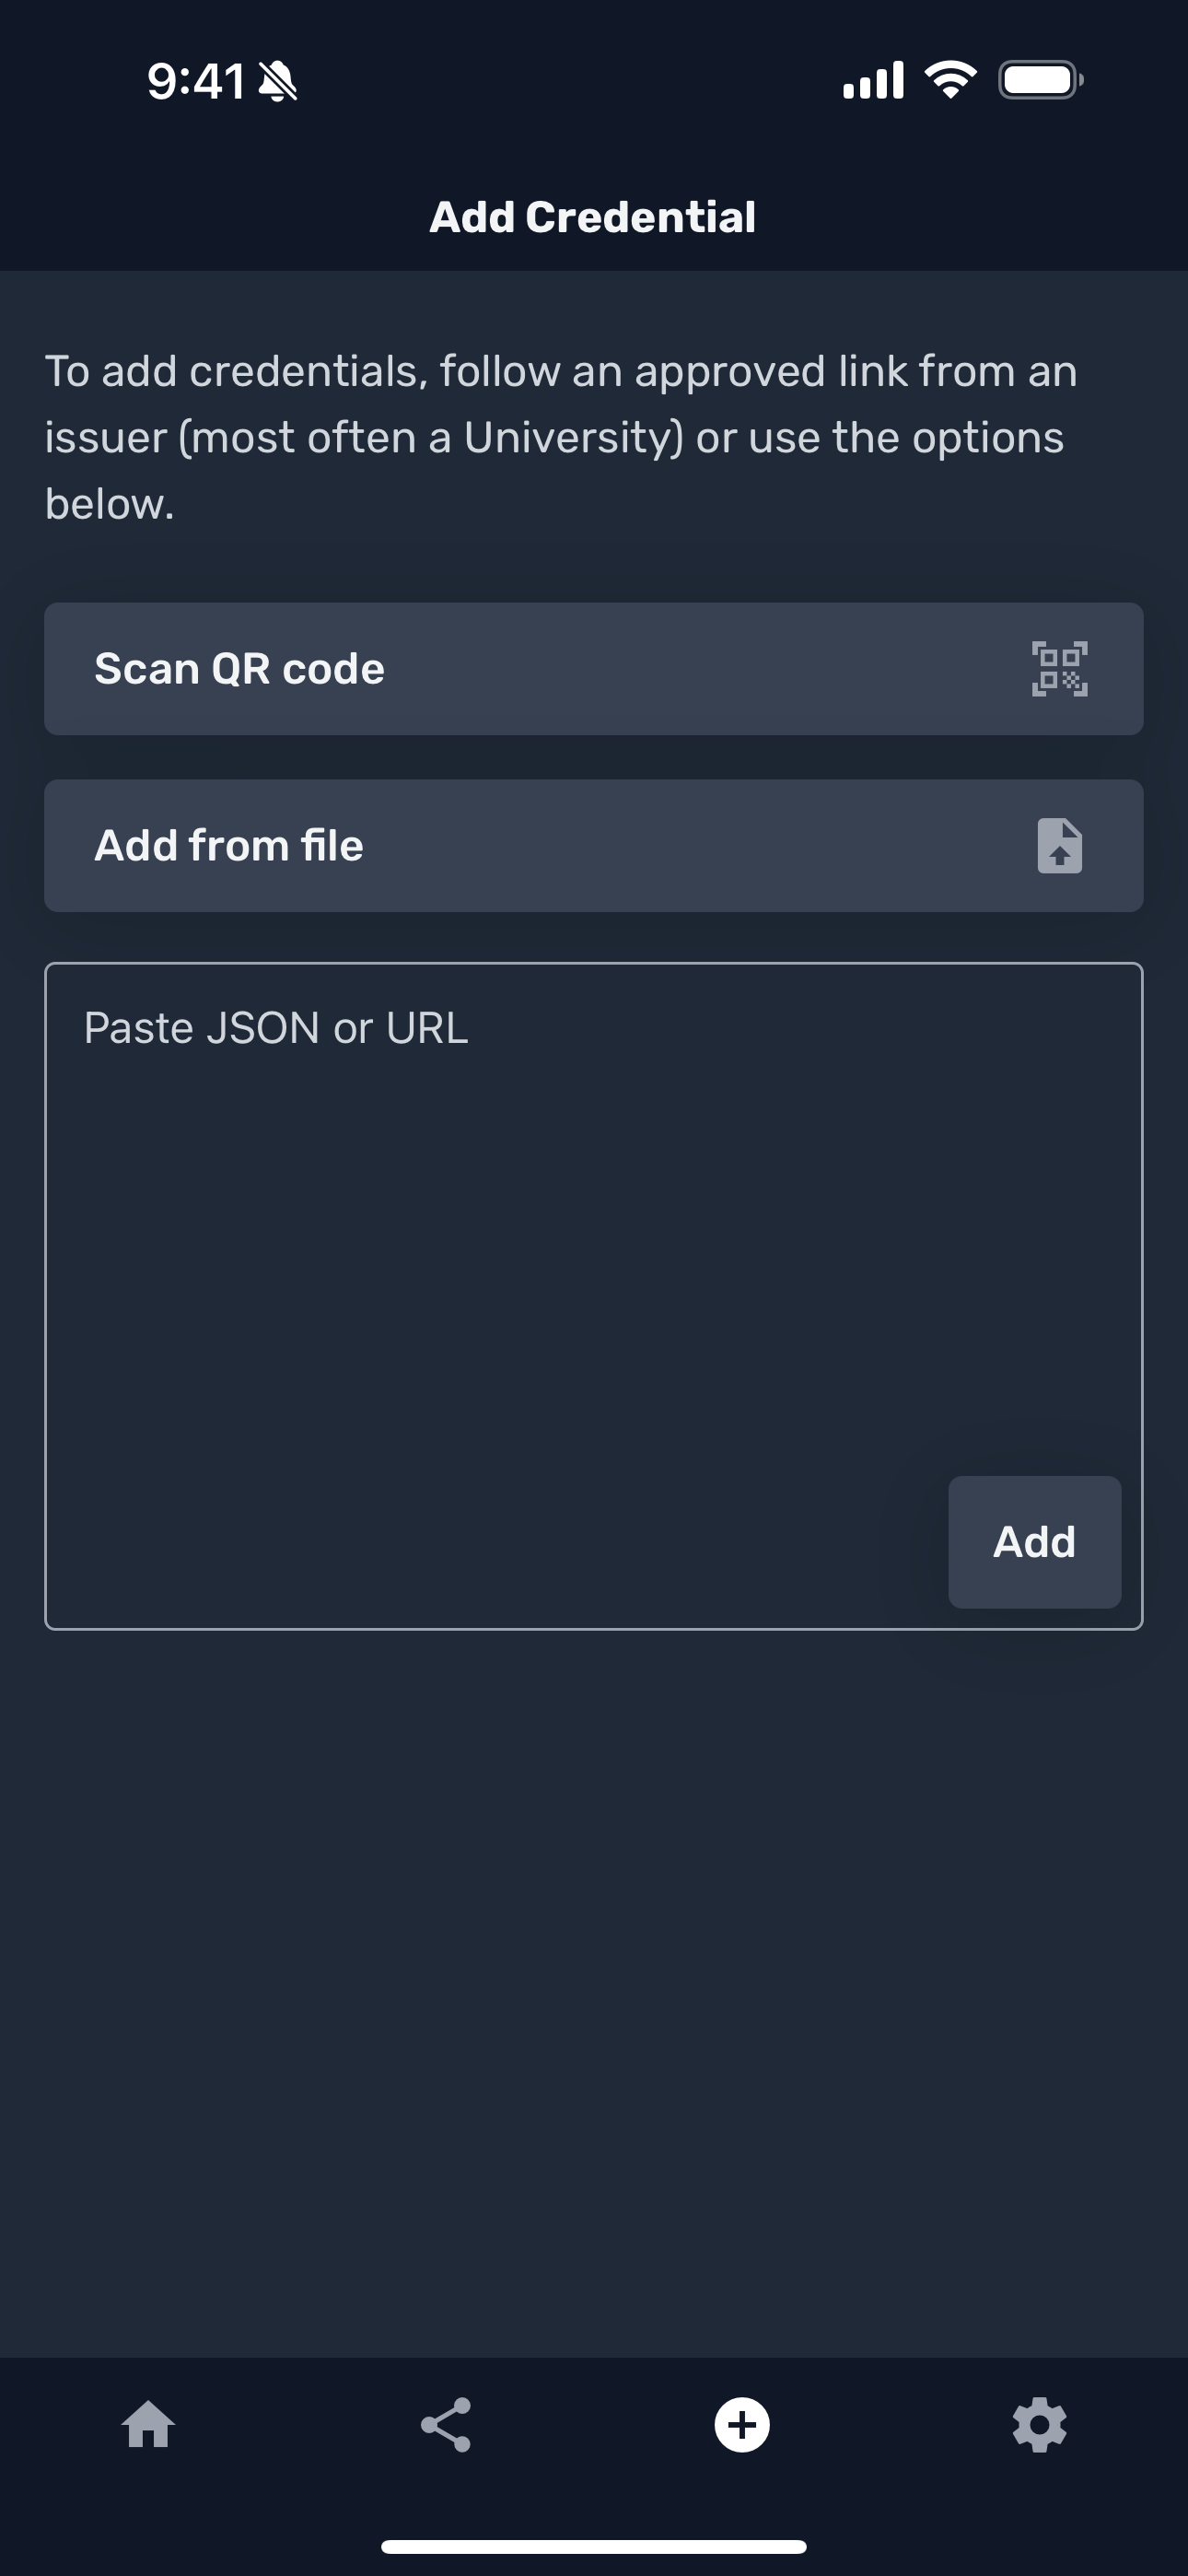 9:41
Add Credential
To add credentials, follow an approved link from an
issuer (most often a University) or use the options
below.
Scan QR code
Add from file
Paste JSON or URL
Add